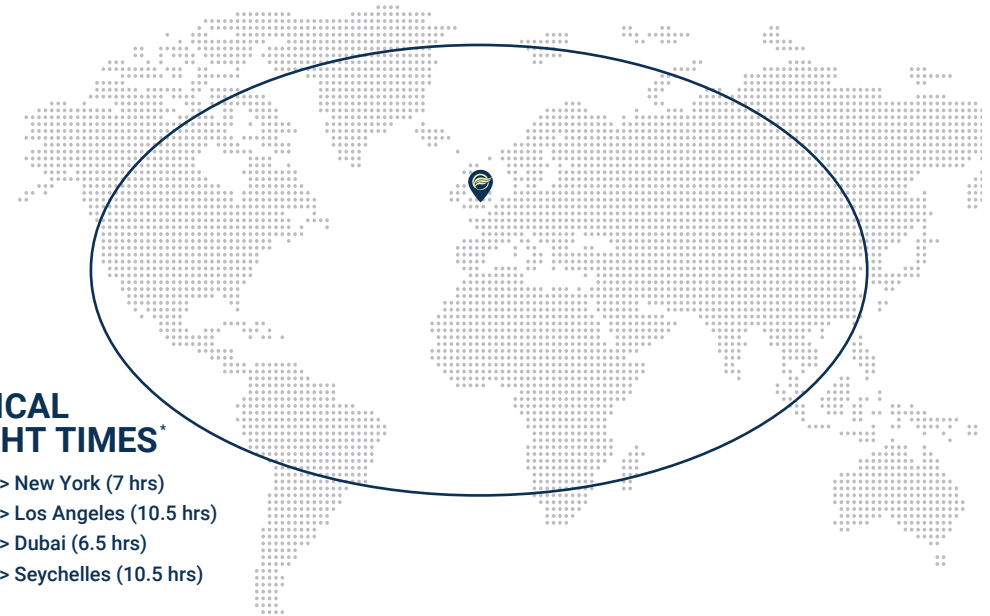 ICAL
HT TIMES*
> New York (7 hrs)
> Los Angeles (10.5 hrs)
> Dubai (6.5 hrs)
> Seychelles (10.5 hrs)